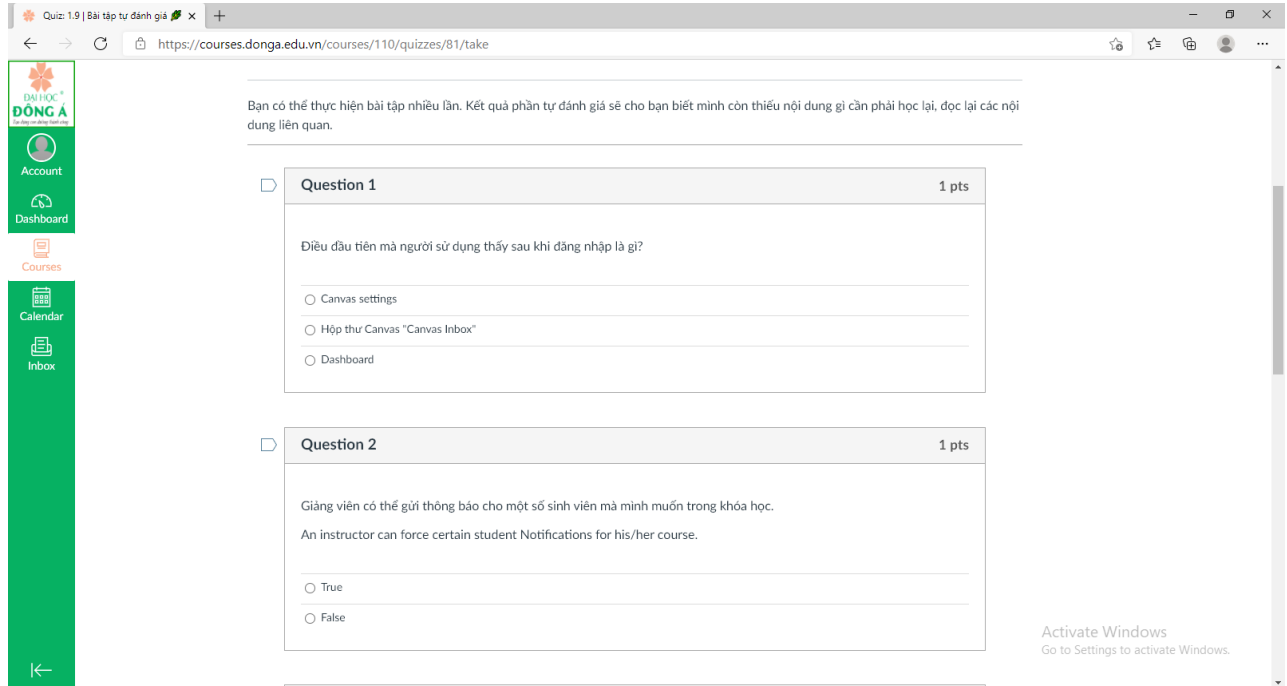 Quiz: 1.9 | Bài tập tự đánh giá
https://courses.donga.edu.vn/courses/110/quizzes/81/take
ĐẠI HỌC
ĐÔNG Á
Account
Dashboard
Courses
Calendar
Inbox
Bạn có thể thực hiện bài tập nhiều lần. Kết quả phần tự đánh giá sẽ cho bạn biết mình còn thiếu nội dung gì cần phải học lại, đọc lại các nội
dung liên quan.
Question 1
1 pts
Điều đầu tiên mà người sử dụng thấy sau khi đăng nhập là gì?
Canvas settings
Hộp thư Canvas "Canvas Inbox"
Dashboard
Question 2
1 pts
Giảng viên có thể gửi thông báo cho một số sinh viên mà mình muốn trong khóa học.
An instructor can force certain student Notifications for his/her course.
True
False
Activate Windows
Go to Settings to activate Windows.